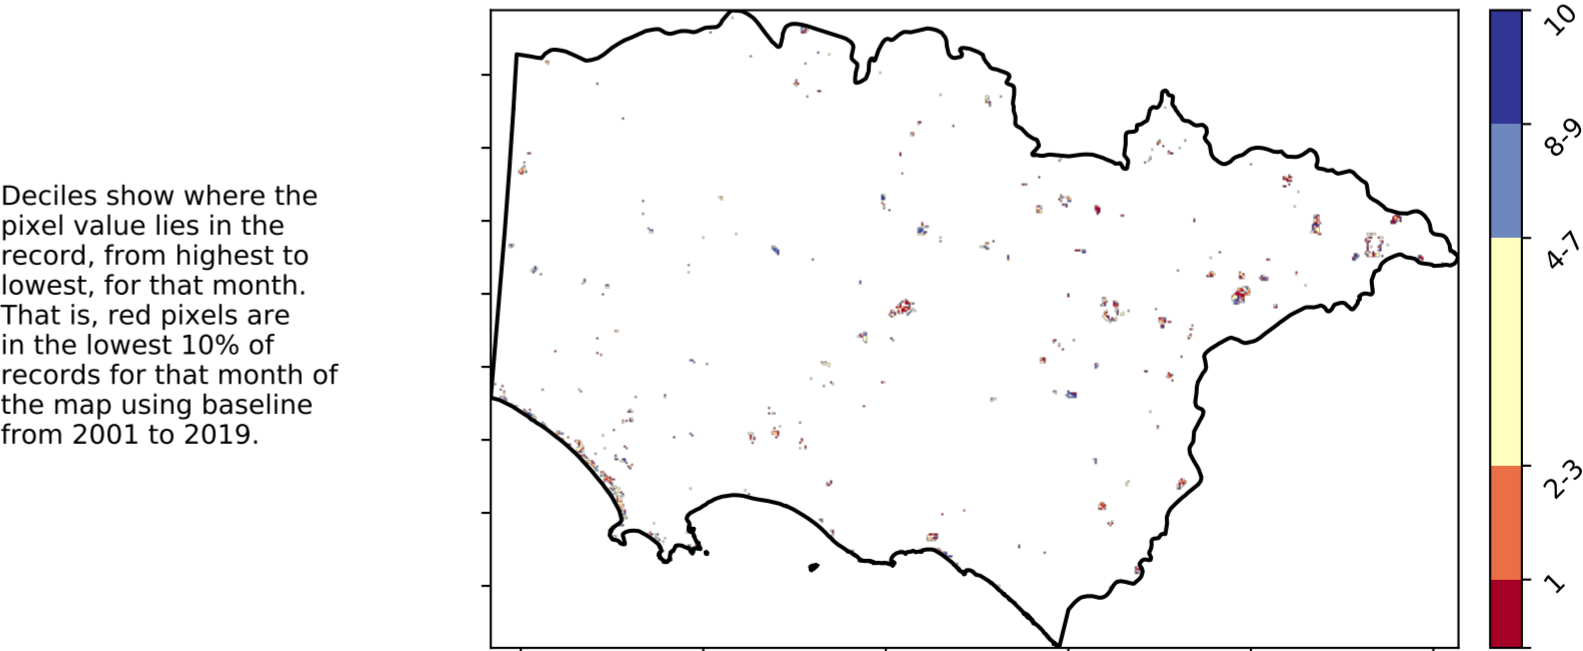 Deciles show where the
pixel value lies in the
record, from highest to
lowest, for that month.
That is, red pixels are
in the lowest 10% of
records for that month of
the map using baseline
from 2001 to 2019.
10
8-9
4-7
2-3
1